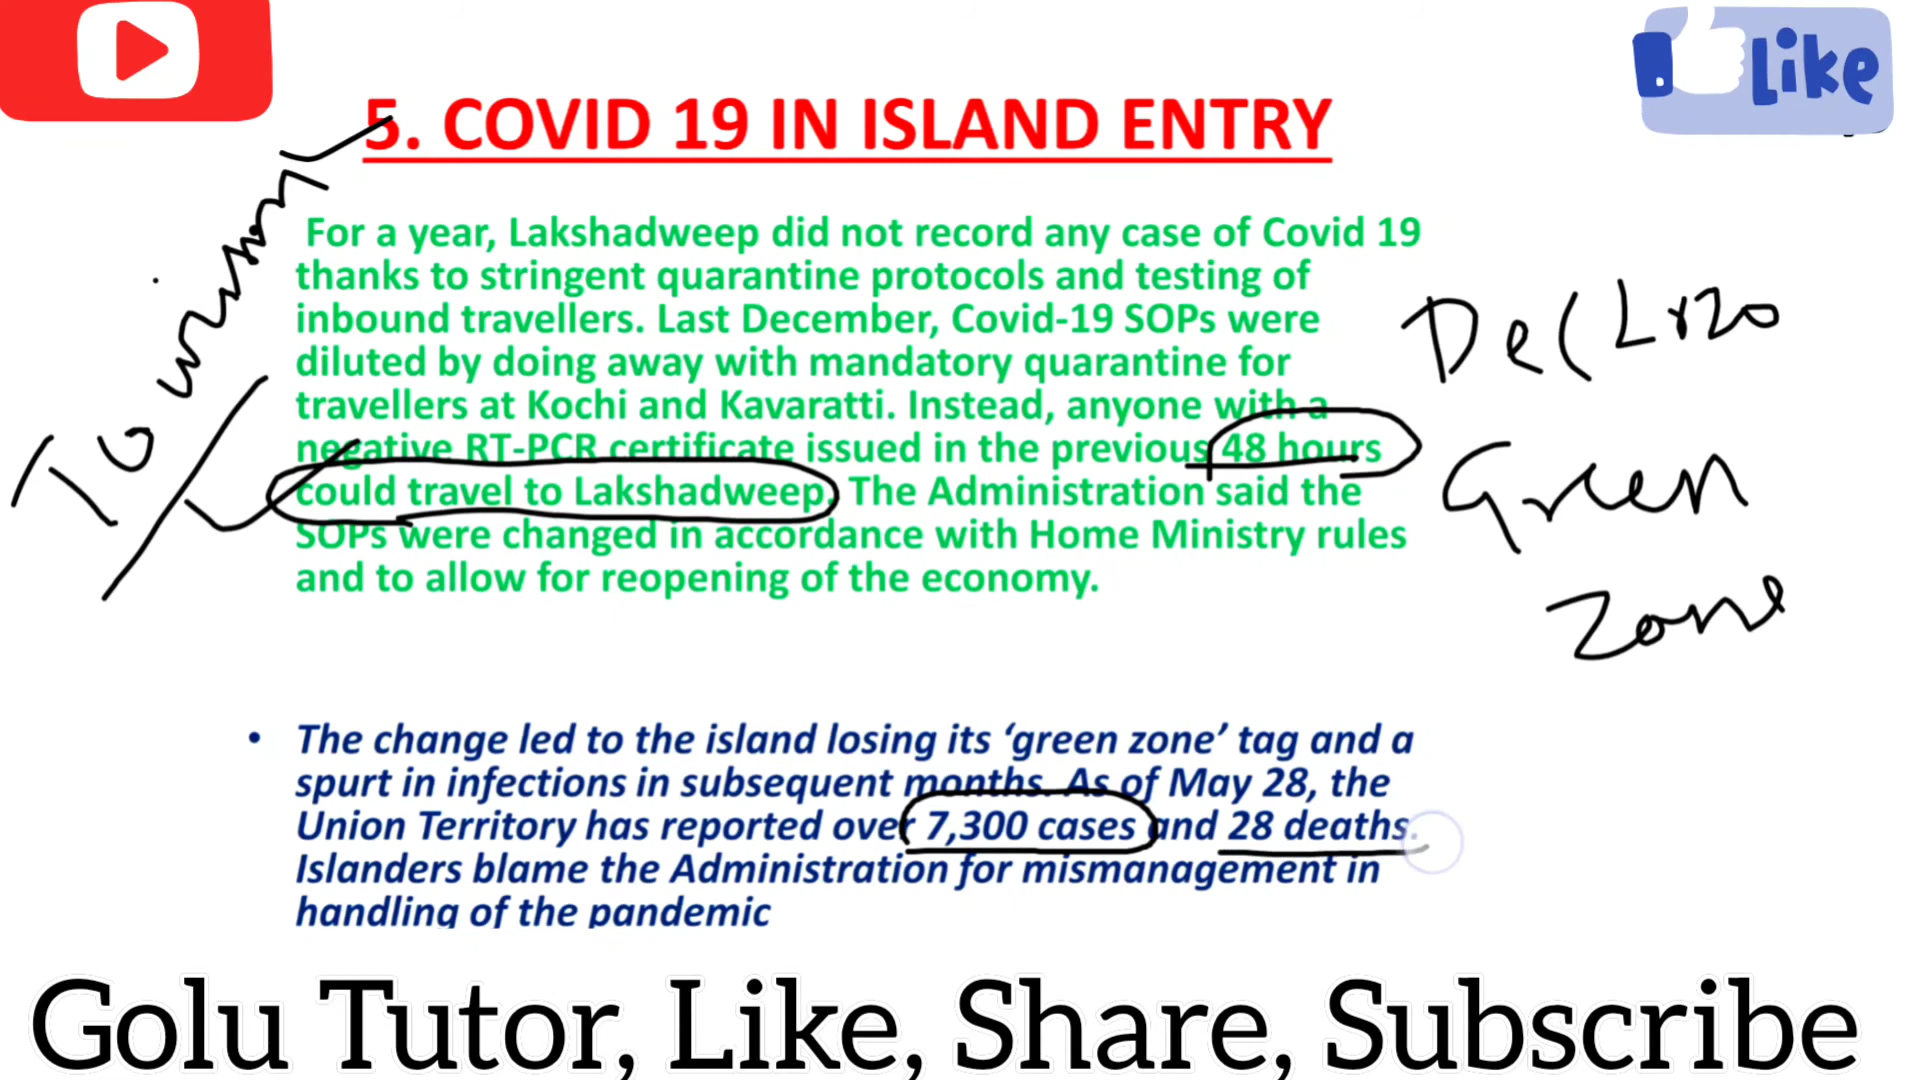 Like
5. COVID 19 IN ISLAND ENTRY
For a year, Lakshadweep did not record any case of Covid 19
thanks to stringent quarantine protocols and testing of
inbound travellers. Last December, Covid-19 SOPs were
diluted by doing away with mandatory quarantine for
travellers at Kochi and Kavaratti. Instead, anyone with a
negative RT-PCR certificate issued in the previous 48 hours
could travel to Lakshadweep. The Administration said the
SOPs were changed in accordance with Home Ministry rules
and to allow for reopening of the economy.
Green
Zone
• The change led to the island losing its ‘green zone’ tag and a
spurt in infections in subsequent months. As of May 28, the
Union Territory has reported over 7,300 cases and 28 deaths.
Islanders blame the Administration for mismanagement in
handling of the pandemic
Golu Tutor, Like, Share, Subscribe